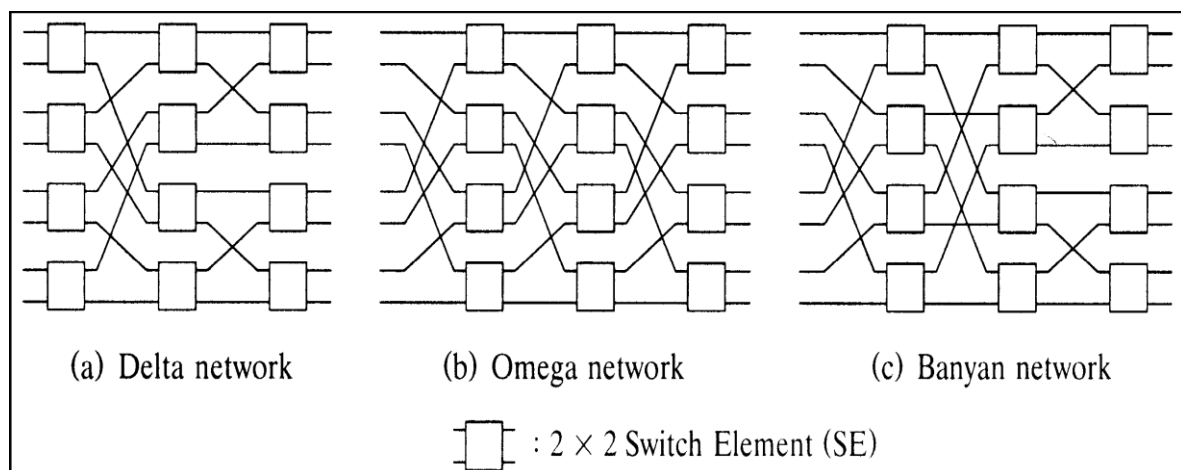 (a) Delta network
(b) Omega network
(c) Banyan network
: 2 × 2 Switch Element (SE)